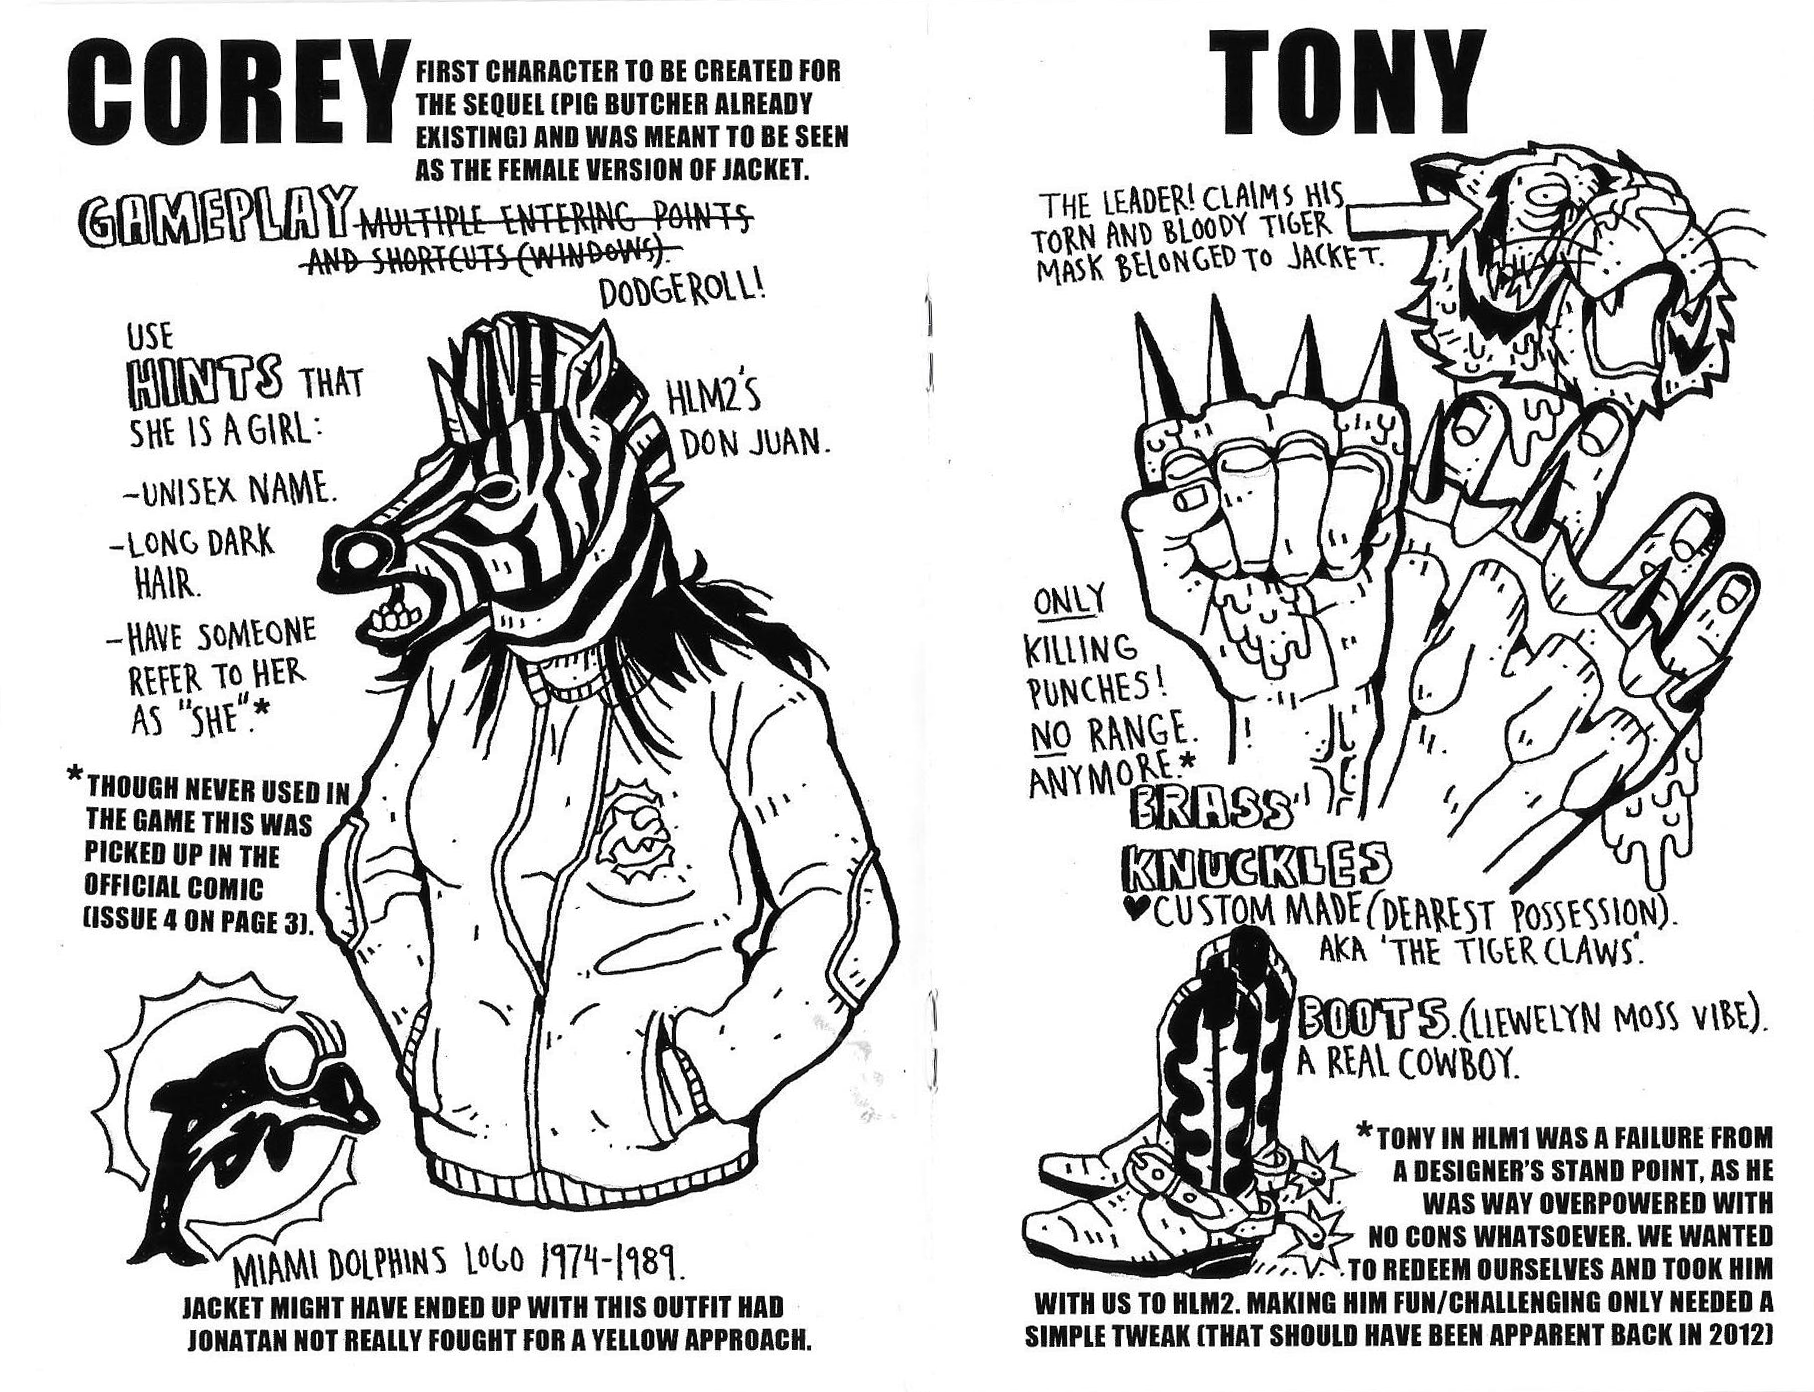 COREY
FIRST CHARACTER TO BE CREATED FOR
THE SEQUEL (PIG BUTCHER ALREADY
EXISTING) AND WAS MEANT TO BE SEEN
AS THE FEMALE VERSION OF JACKET.
GAMEPLAY MULTIPLE ENTERING POINTS
AND SHORTCUTS (WINDOWS).
DODGEROLL!
USE
HINTS THAT
SHE IS A GIRL:
-UNISEX NAME.
-LONG DARK
HAIR.
-HAVE SOMEONE
REFER TO HER
AS "SHE".*
HLM2'S
DON JUAN.
*THOUGH NEVER USED IN
THE GAME THIS WAS
PICKED UP IN THE
OFFICIAL COMIC
(ISSUE 4 ON PAGE 3).
MIAMI DOLPHINS LOGO 1974-1989.
JACKET MIGHT HAVE ENDED UP WITH THIS OUTFIT HAD
JONATAN NOT REALLY FOUGHT FOR A YELLOW APPROACH.
TONY
THE LEADER! CLAIMS HIS
TORN AND BLOODY TIGER
MASK BELONGED TO JACKET.
ONLY
KILLING
PUNCHES!
NO RANGE.
ANYMORE.*
BRASS
KNUCKLES
♥CUSTOM MADE (DEAREST POSSESSION).
AKA 'THE TIGER CLAWS'.
BOOTS.(LLEWELYN MOSS VIBE).
A REAL COWBOY.
*TONY IN HLM1 WAS A FAILURE FROM
A DESIGNER'S STAND POINT, AS HE
WAS WAY OVERPOWERED WITH
NO CONS WHATSOEVER. WE WANTED
TO REDEEM OURSELVES AND TOOK HIM
WITH US TO HLM2. MAKING HIM FUN/CHALLENGING ONLY NEEDED A
SIMPLE TWEAK (THAT SHOULD HAVE BEEN APPARENT BACK IN 2012)